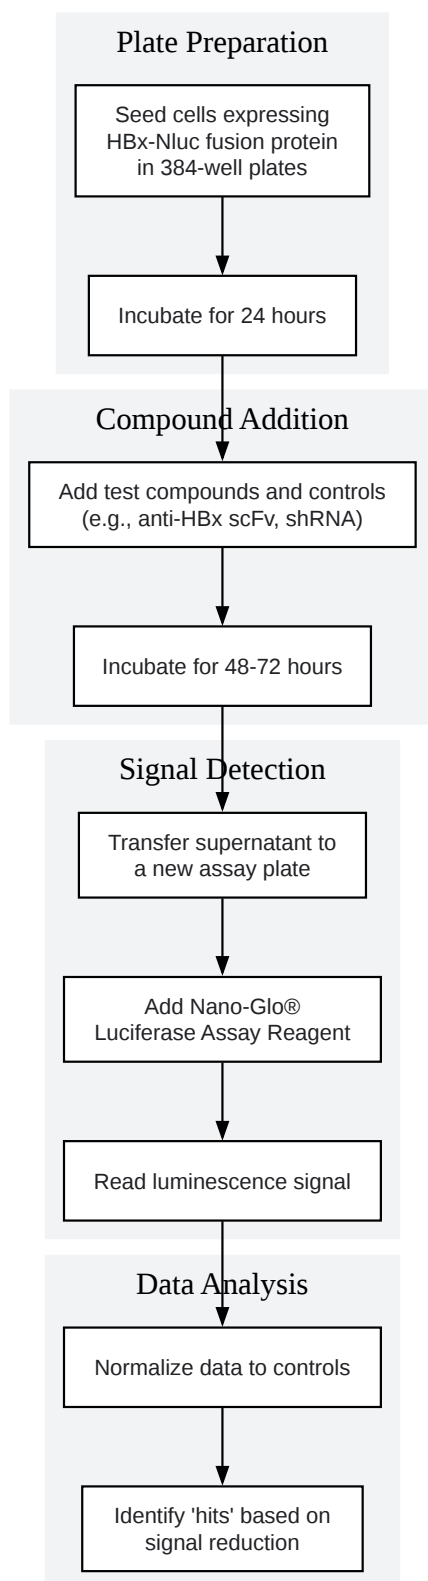 Plate Preparation
Seed cells expressing
HBx-Nluc fusion protein
in 384-well plates
Incubate for 24 hours
Compound Addition
Add test compounds and controls
(e.g., anti-HBx scFv, shRNA)
Incubate for 48-72 hours
Signal Detection
Transfer supernatant to
a new assay plate
Add Nano-Glo®
Luciferase Assay Reagent
Read luminescence signal
Data Analysis
Normalize data to controls
Identify 'hits' based on
signal reduction